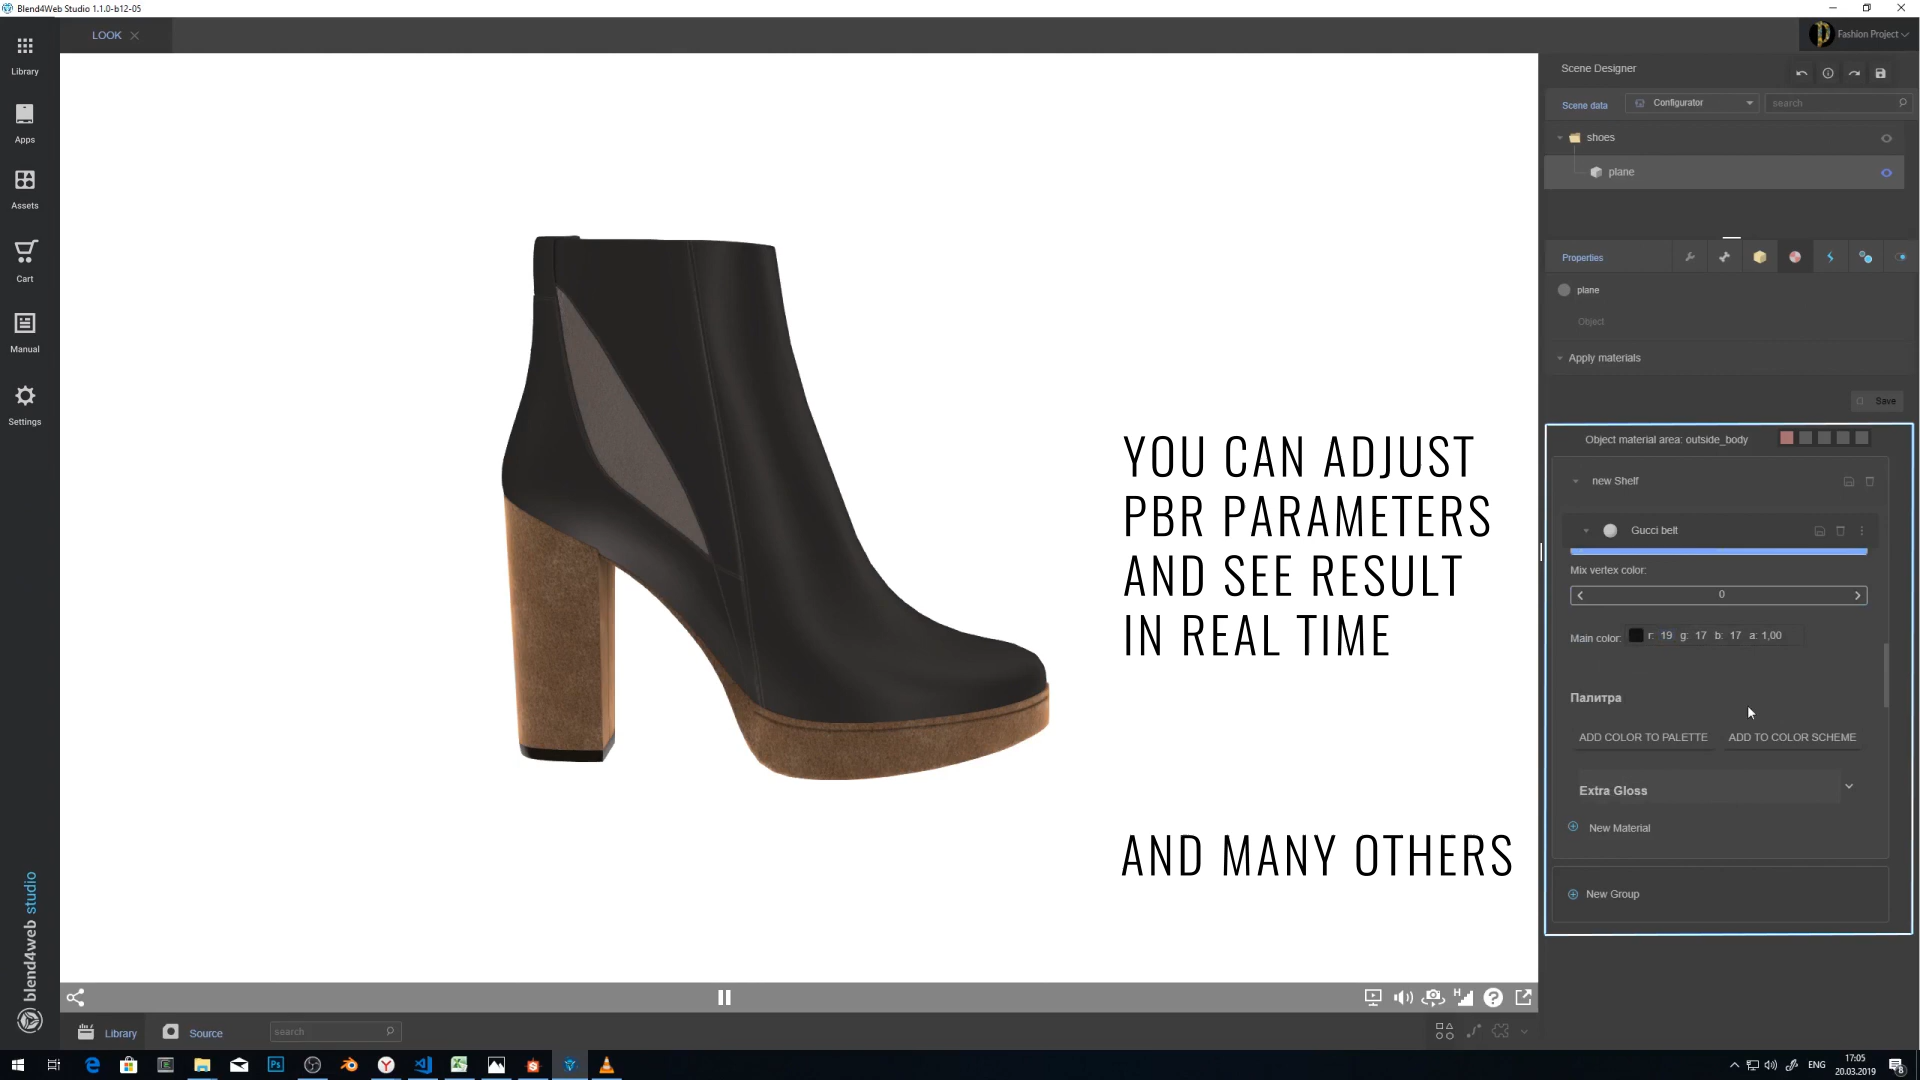 Blend4Web Studio 1.1.0-b12-05
LOOK
Fashion Project
Library
Apps
Assets
Cart
Manual
Settings
blend4web studio
Scene Designer
Scene data
Configurator
search
shoes
plane
Properties
plane
Object
Apply materials
Save
Object material area: outside_body
new Shelf
Gucci belt
Mix vertex color:
0
Main color: r: 19 g: 17 b: 17 a: 1,00
Палитра
ADD COLOR TO PALETTE ADD TO COLOR SCHEME
Extra Gloss
New Material
New Group
YOU CAN ADJUST
PBR PARAMETERS
AND SEE RESULT
IN REAL TIME
AND MANY OTHERS
H
?
Library Source search
Ps
ENG
17:05
20.03.2019